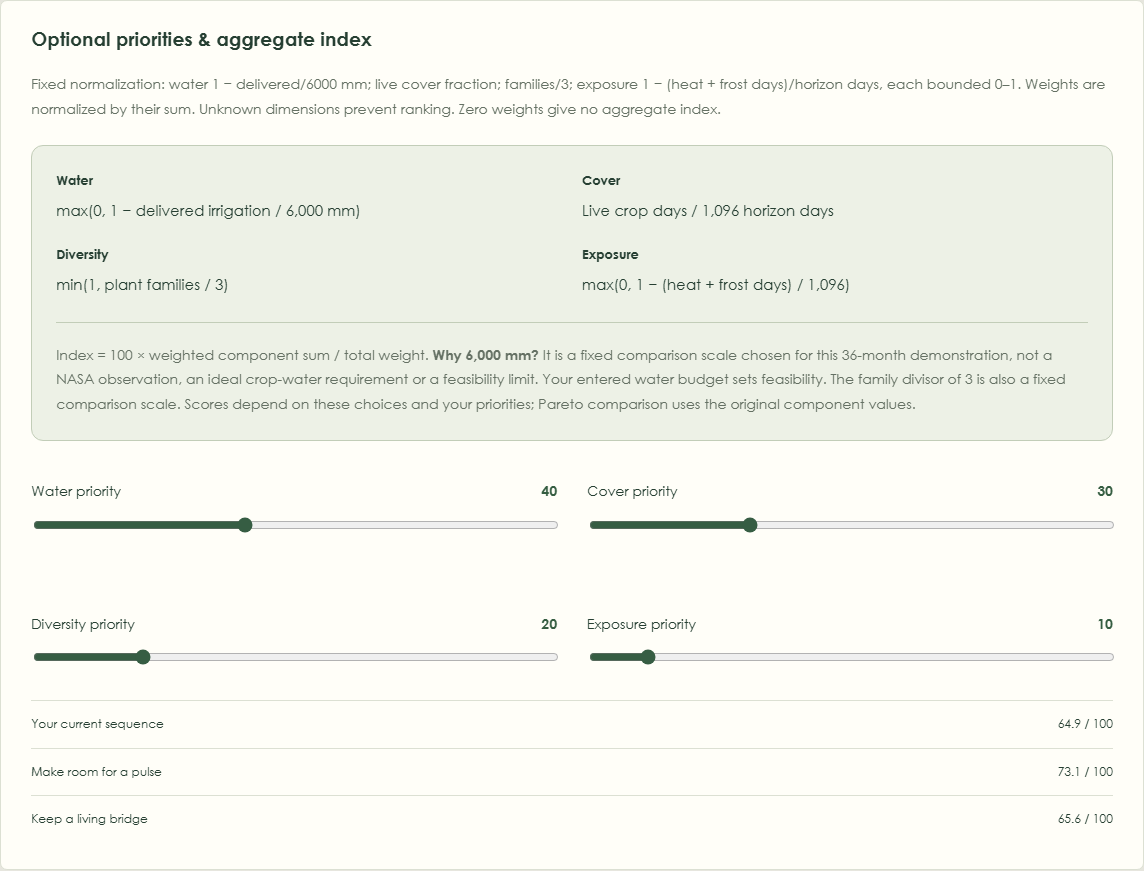 Optional priorities & aggregate index
Fixed normalization: water 1 − delivered/6000 mm; live cover fraction; families/3; exposure 1 − (heat + frost days)/horizon days, each bounded 0–1. Weights are
normalized by their sum. Unknown dimensions prevent ranking. Zero weights give no aggregate index.
Water
max(0, 1 − delivered irrigation / 6,000 mm)
Cover
Live crop days / 1,096 horizon days
Diversity
min(1, plant families / 3)
Exposure
max(0, 1 − (heat + frost days) / 1,096)
Index = 100 × weighted component sum / total weight. Why 6,000 mm? It is a fixed comparison scale chosen for this 36-month demonstration, not a
NASA observation, an ideal crop-water requirement or a feasibility limit. Your entered water budget sets feasibility. The family divisor of 3 is also a fixed
comparison scale. Scores depend on these choices and your priorities; Pareto comparison uses the original component values.
Water priority 40
Cover priority 30
Diversity priority 20
Exposure priority 10
Your current sequence 64.9 / 100
Make room for a pulse 73.1 / 100
Keep a living bridge 65.6 / 100